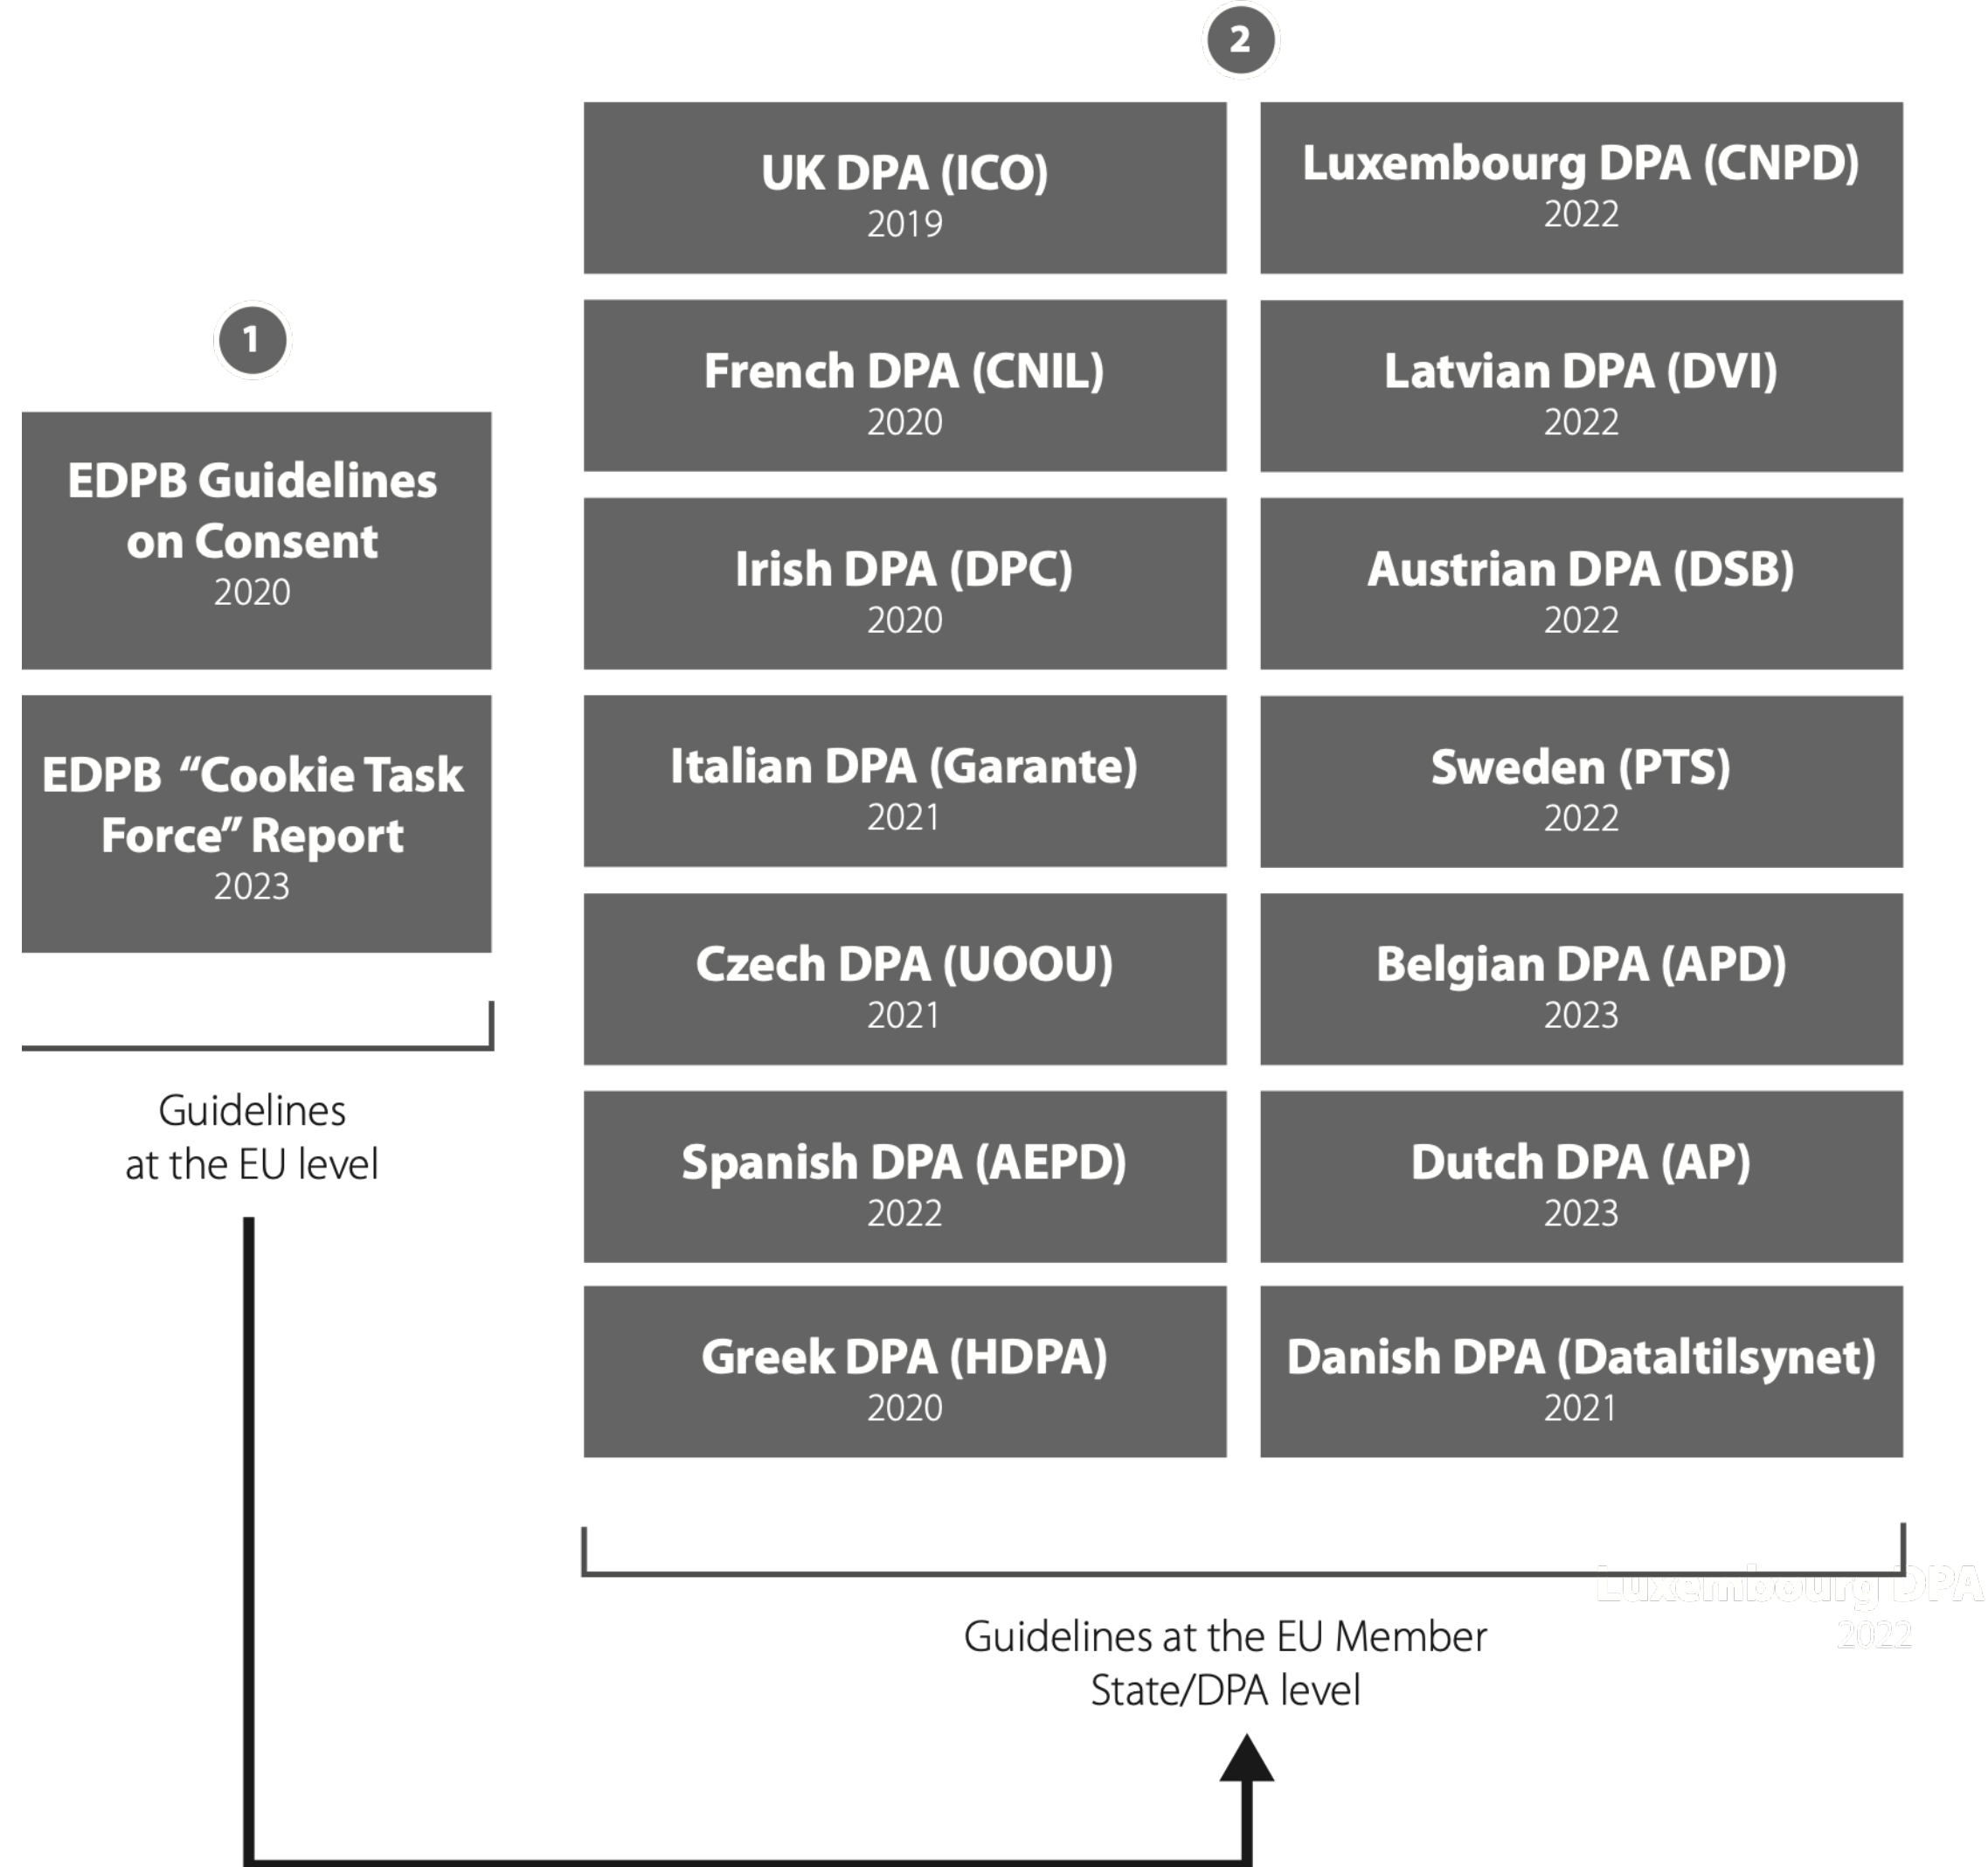 1
EDPB Guidelines
on Consent
2020
EDPB “Cookie Task
Force” Report
2023
Guidelines
at the EU level
2
UK DPA (ICO)
2019
French DPA (CNIL)
2020
Irish DPA (DPC)
2020
Italian DPA (Garante)
2021
Czech DPA (UOOU)
2021
Spanish DPA (AEPD)
2022
Greek DPA (HDPA)
2020
Luxembourg DPA (CNPD)
2022
Latvian DPA (DVI)
2022
Austrian DPA (DSB)
2022
Sweden (PTS)
2022
Belgian DPA (APD)
2023
Dutch DPA (AP)
2023
Danish DPA (Dataltilsynet)
2021
Luxembourg DPA
2022
Guidelines at the EU Member
State/DPA level